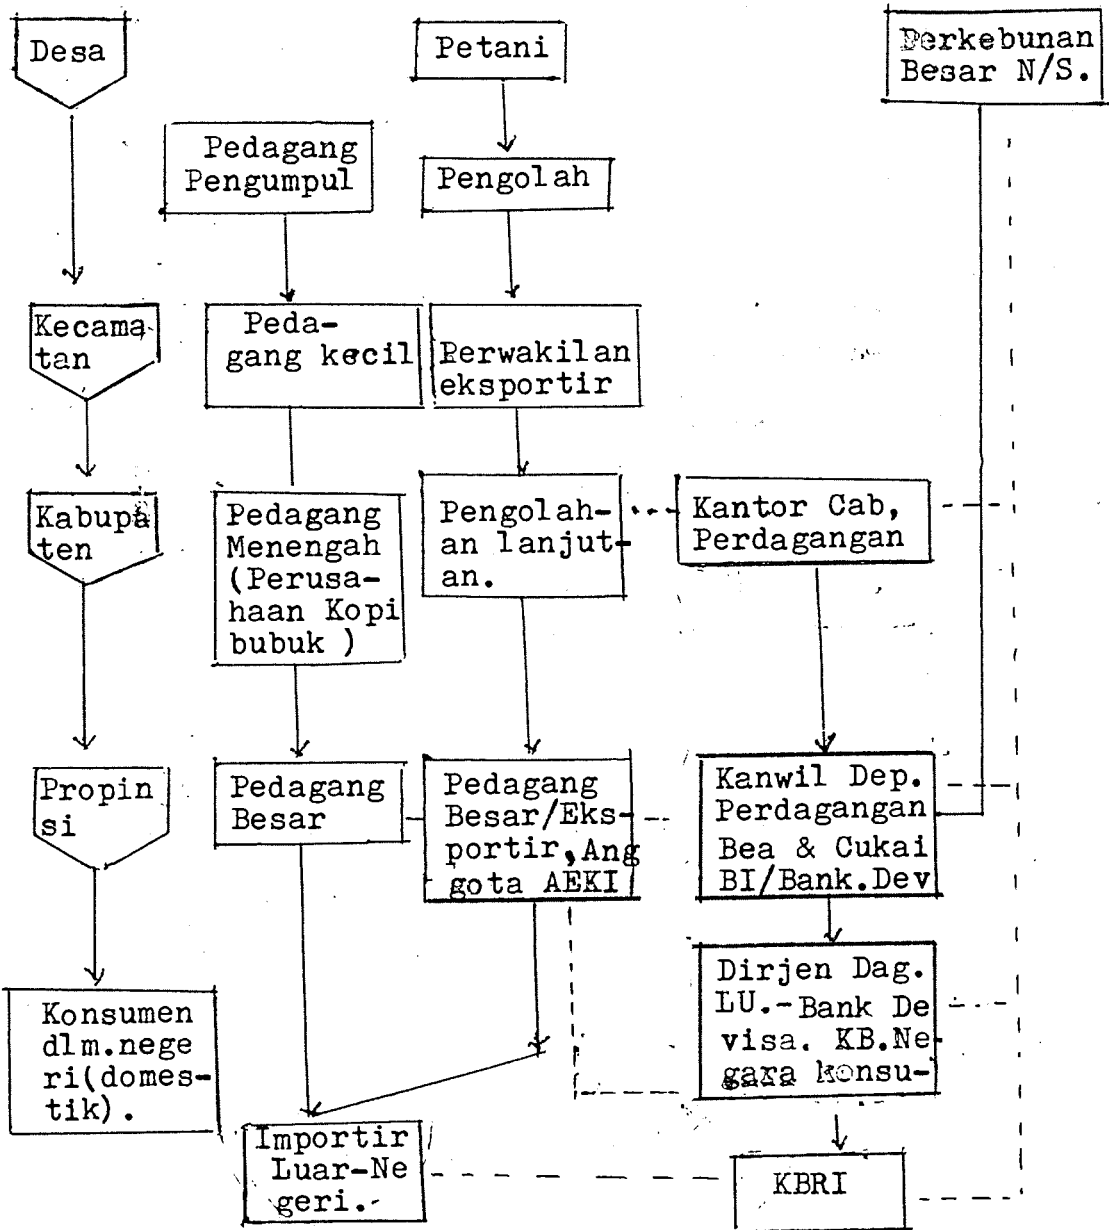 Desa
Petani
Perkebunan
Besar N/S.
Pedagang
Pengumpul
Pengolah
Kecama
tan
Peda-
gang kecil
Perwakilan
eksportir
Kabupa
ten
Pedagang
Menengah
(Perusa-
haan Kopi
bubuk )
Pengolah-
an lanjut-
an.
Kantor Cab,
Perdagangan
Propin
si
Pedagang
Besar
Pedagang
Besar/Eks-
portir, Ang
gota AEKI
Kanwil Dep.
Perdagangan
Bea & Cukai
BI/Bank.Dev
Konsumen
dlm.nege
ri(domes-
tik).
Dirjen Dag.
LU.-Bank De
visa. KB.Ne-
gara konsu-
Importir
Luar-Ne
geri.-
KBRI